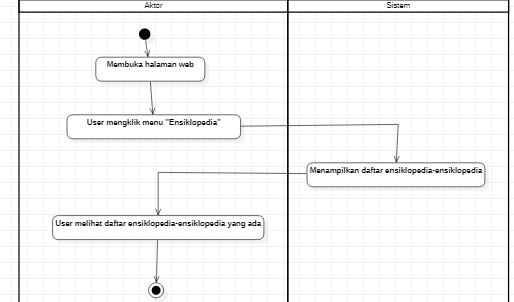 Aktor
Sistem
Membuka halaman web
User mengklik menu "Ensiklopedia"
Menampilkan daftar ensiklopedia-ensiklopedia
User melihat daftar ensiklopedia-ensiklopedia yang ada